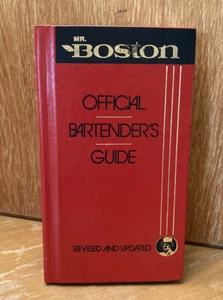 MR.
BOSTON
OFFICIAL
BARTENDER'S
GUIDE
REVISED AND UPDATED